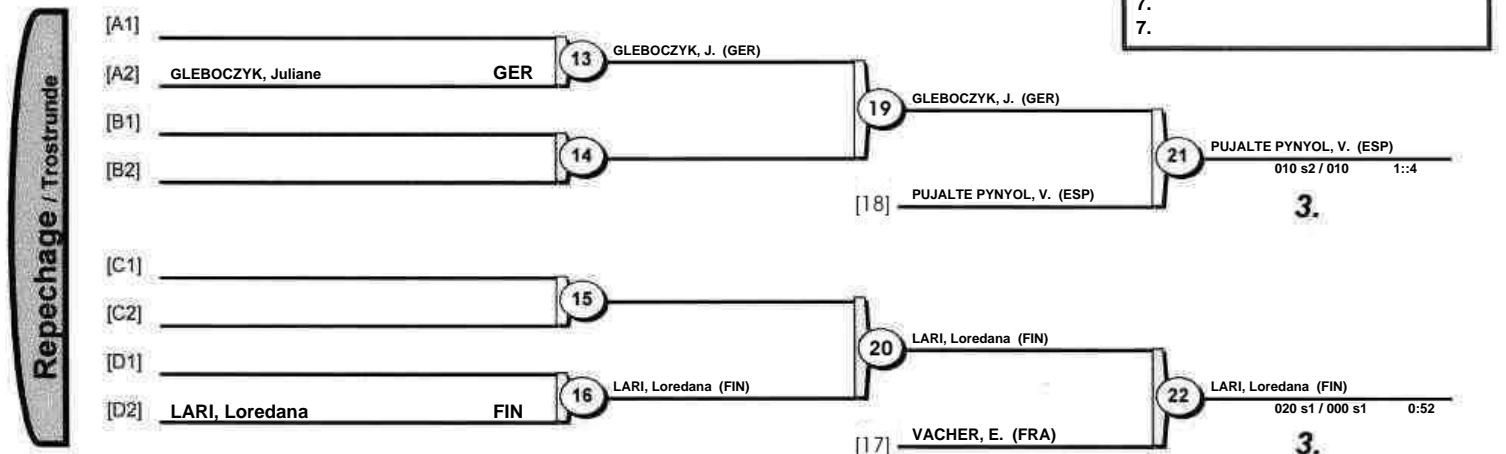 7.
7.
Repechage / Trostrunde
[A1]
[A2] GLEBOCZYK, Juliane GER
13
GLEBOCZYK, J. (GER)
[B1]
[B2]
14
19
GLEBOCZYK, J. (GER)
[18] PUJALTE PYNYOL, V. (ESP)
21
PUJALTE PYNYOL, V. (ESP)
010 s2 / 010 1::4
3.
[C1]
[C2]
15
[D1]
[D2] LARI, Loredana FIN
16
LARI, Loredana (FIN)
20
LARI, Loredana (FIN)
[17] VACHER, E. (FRA)
22
LARI, Loredana (FIN)
020 s1 / 000 s1 0:52
3.